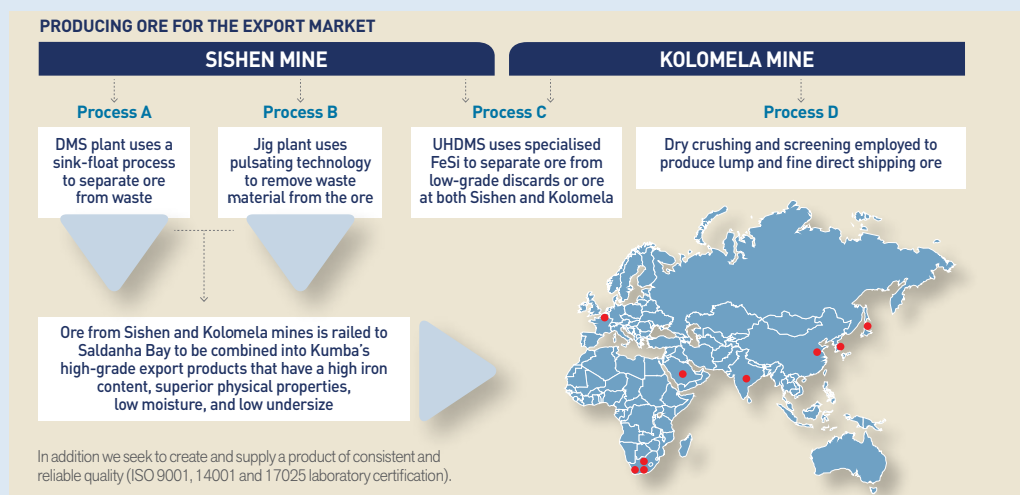 PRODUCING ORE FOR THE EXPORT MARKET
SISHEN MINE
KOLOMELA MINE
Process A
DMS plant uses a
sink-float process
to separate ore
from waste
Process B
Jig plant uses
pulsating technology
to remove waste
material from the ore
Process C
UHDMS uses specialised
FeSi to separate ore from
low-grade discards or ore
at both Sishen and Kolomela
Process D
Dry crushing and screening employed to
produce lump and fine direct shipping ore
Ore from Sishen and Kolomela mines is railed to
Saldanha Bay to be combined into Kumba's
high-grade export products that have a high iron
content, superior physical properties,
low moisture, and low undersize
In addition we seek to create and supply a product of consistent and
reliable quality (ISO 9001, 14001 and 17025 laboratory certification).